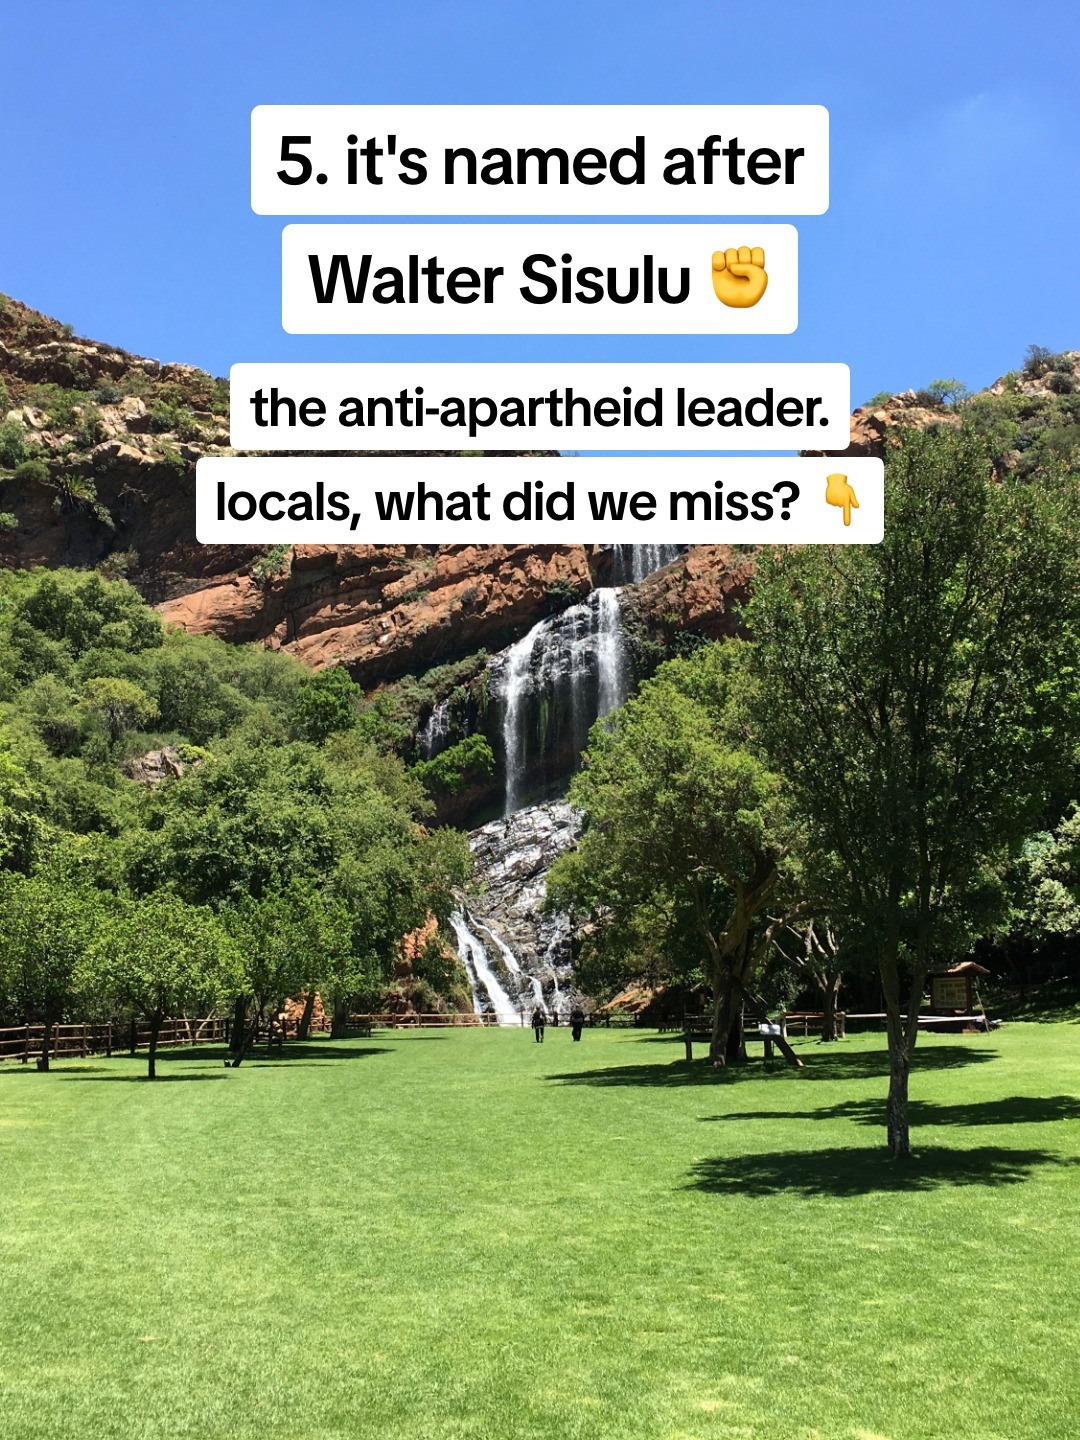 5. it's named after
Walter Sisulu ✊
the anti-apartheid leader.
locals, what did we miss? 👇